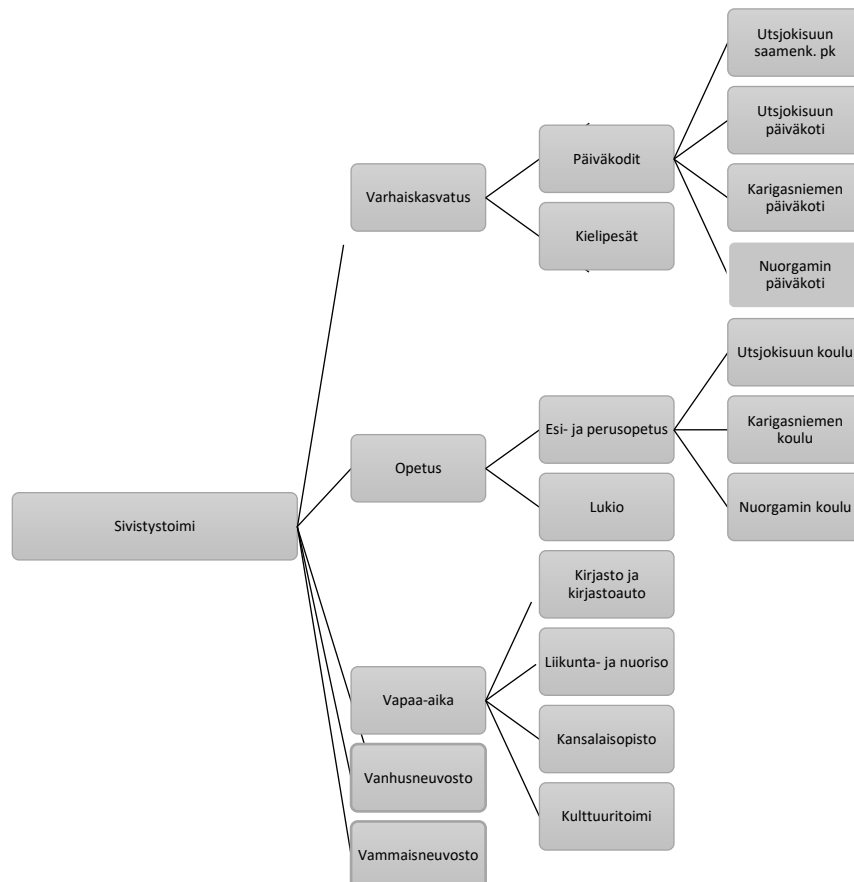 Utsjokisuun
saamenk. pk
Utsjokisuun
päiväkoti
Päiväkodit
Varhaiskasvatus
Karigasniemen
päiväkoti
Kielipesät
Nuorgamin
päiväkoti
Utsjokisuun koulu
Esi- ja perusopetus
Karigasniemen
koulu
Opetus
Lukio
Nuorgamin koulu
Sivistystoimi
Kirjasto ja
kirjastoauto
Liikunta- ja nuoriso
Vapaa-aika
Kansalaisopisto
Vanhusneuvosto
Kulttuuritoimi
Vammaisneuvosto